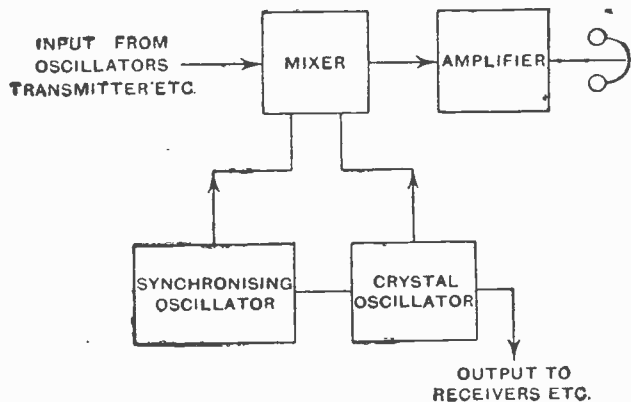 INPUT FROM
OSCILLATORS
TRANSMITTER ETC.
MIXER
AMPLIFIER
SYNCHRONISING
OSCILLATOR
CRYSTAL
OSCILLATOR
OUTPUT TO
RECEIVERS ETC.